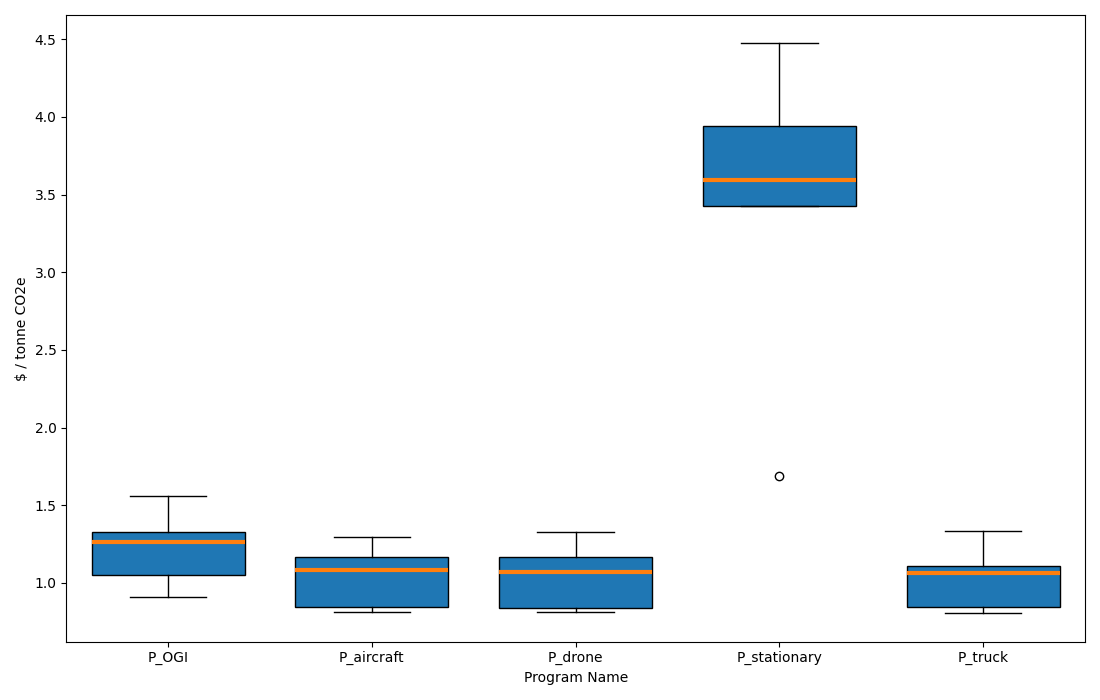 4.5
4.0
3.5
3.0
2.5
2.0
1.5
1.0
$ / tonne CO2e
P_OGI P_aircraft P_drone P_stationary P_truck
Program Name